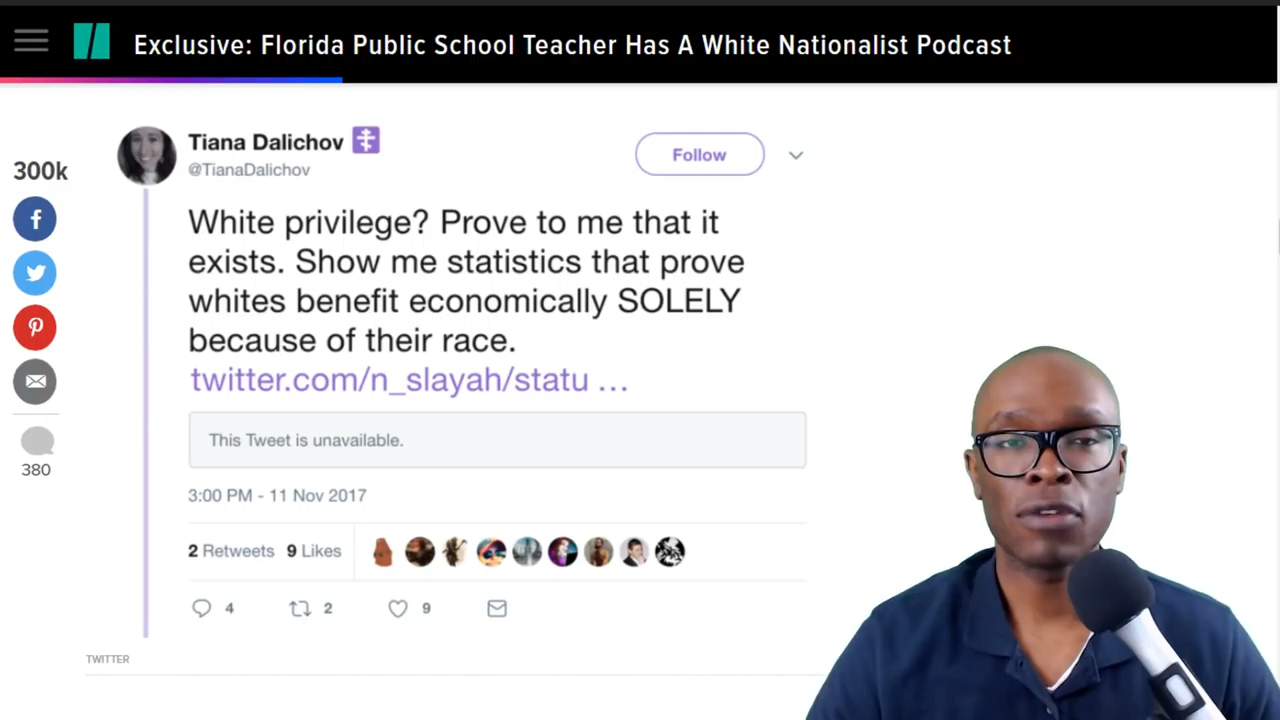 Exclusive: Florida Public School Teacher Has A White Nationalist Podcast
300k
Tiana Dalichov
@TianaDalichov
Follow
White privilege? Prove to me that it
exists. Show me statistics that prove
whites benefit economically SOLELY
because of their race.
twitter.com/n_slayah/statu ...
This Tweet is unavailable.
3:00 PM - 11 Nov 2017
2 Retweets 9 Likes
4 2 9
380
TWITTER